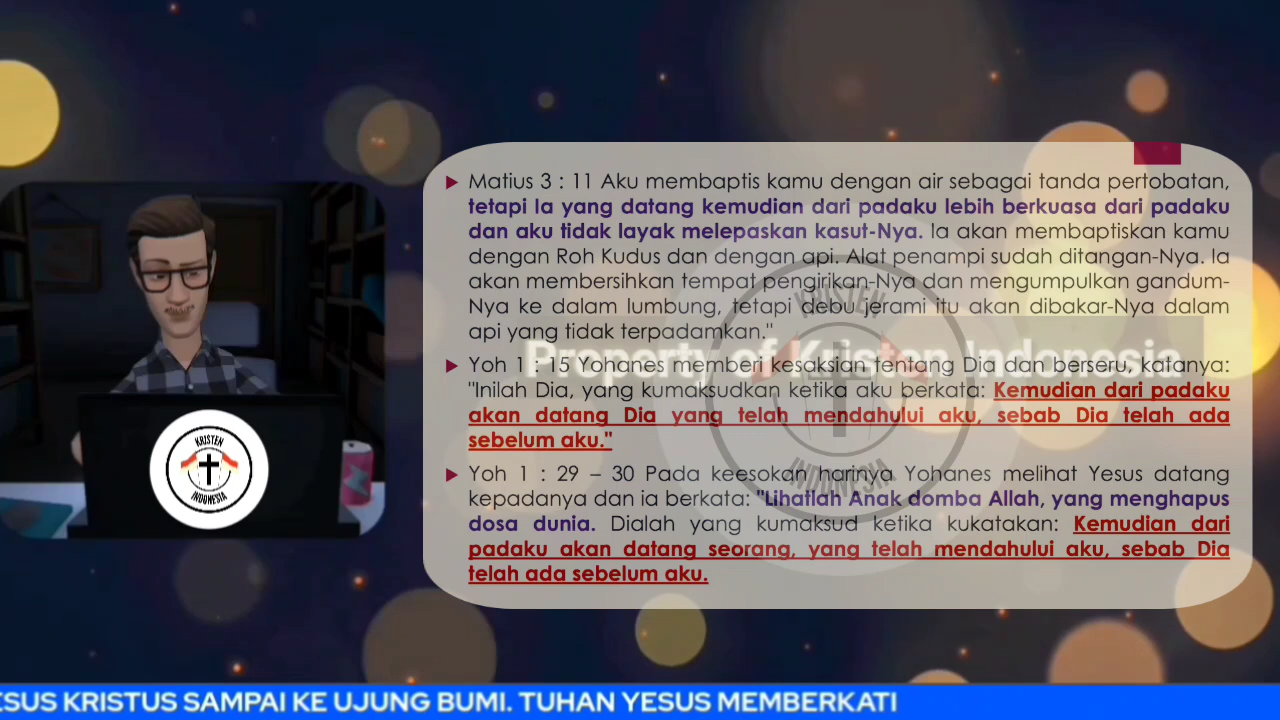 Matius 3 : 11 Aku membaptis kamu dengan air sebagai tanda pertobatan,
tetapi Ia yang datang kemudian dari padaku lebih berkuasa dari padaku
dan aku tidak layak melepaskan kasut-Nya. Ia akan membaptiskan kamu
dengan Roh Kudus dan dengan api. Alat penampi sudah ditangan-Nya. Ia
akan membersihkan tempat pengirikan-Nya dan mengumpulkan gandum-
Nya ke dalam lumbung, tetapi debu jerami itu akan dibakar-Nya dalam
api yang tidak terpadamkan."
Property of Kristen Indonesia
Yoh 1 : 15 Yohanes memberi kesaksian tentang Dia dan berseru, katanya:
"Inilah Dia, yang kumaksudkan ketika aku berkata: Kemudian dari padaku
akan datang Dia yang telah mendahului aku, sebab Dia telah ada
sebelum aku."
Yoh 1 : 29 – 30 Pada keesokan harinya Yohanes melihat Yesus datang
kepadanya dan ia berkata: "Lihatlah Anak domba Allah, yang menghapus
dosa dunia. Dialah yang kumaksud ketika kukatakan: Kemudian dari
padaku akan datang seorang, yang telah mendahului aku, sebab Dia
telah ada sebelum aku.
KRISTEN
INDONESIA
KRISTEN
INDONESIA
ESUS KRISTUS SAMPAI KE UJUNG BUMI. TUHAN YESUS MEMBERKATI